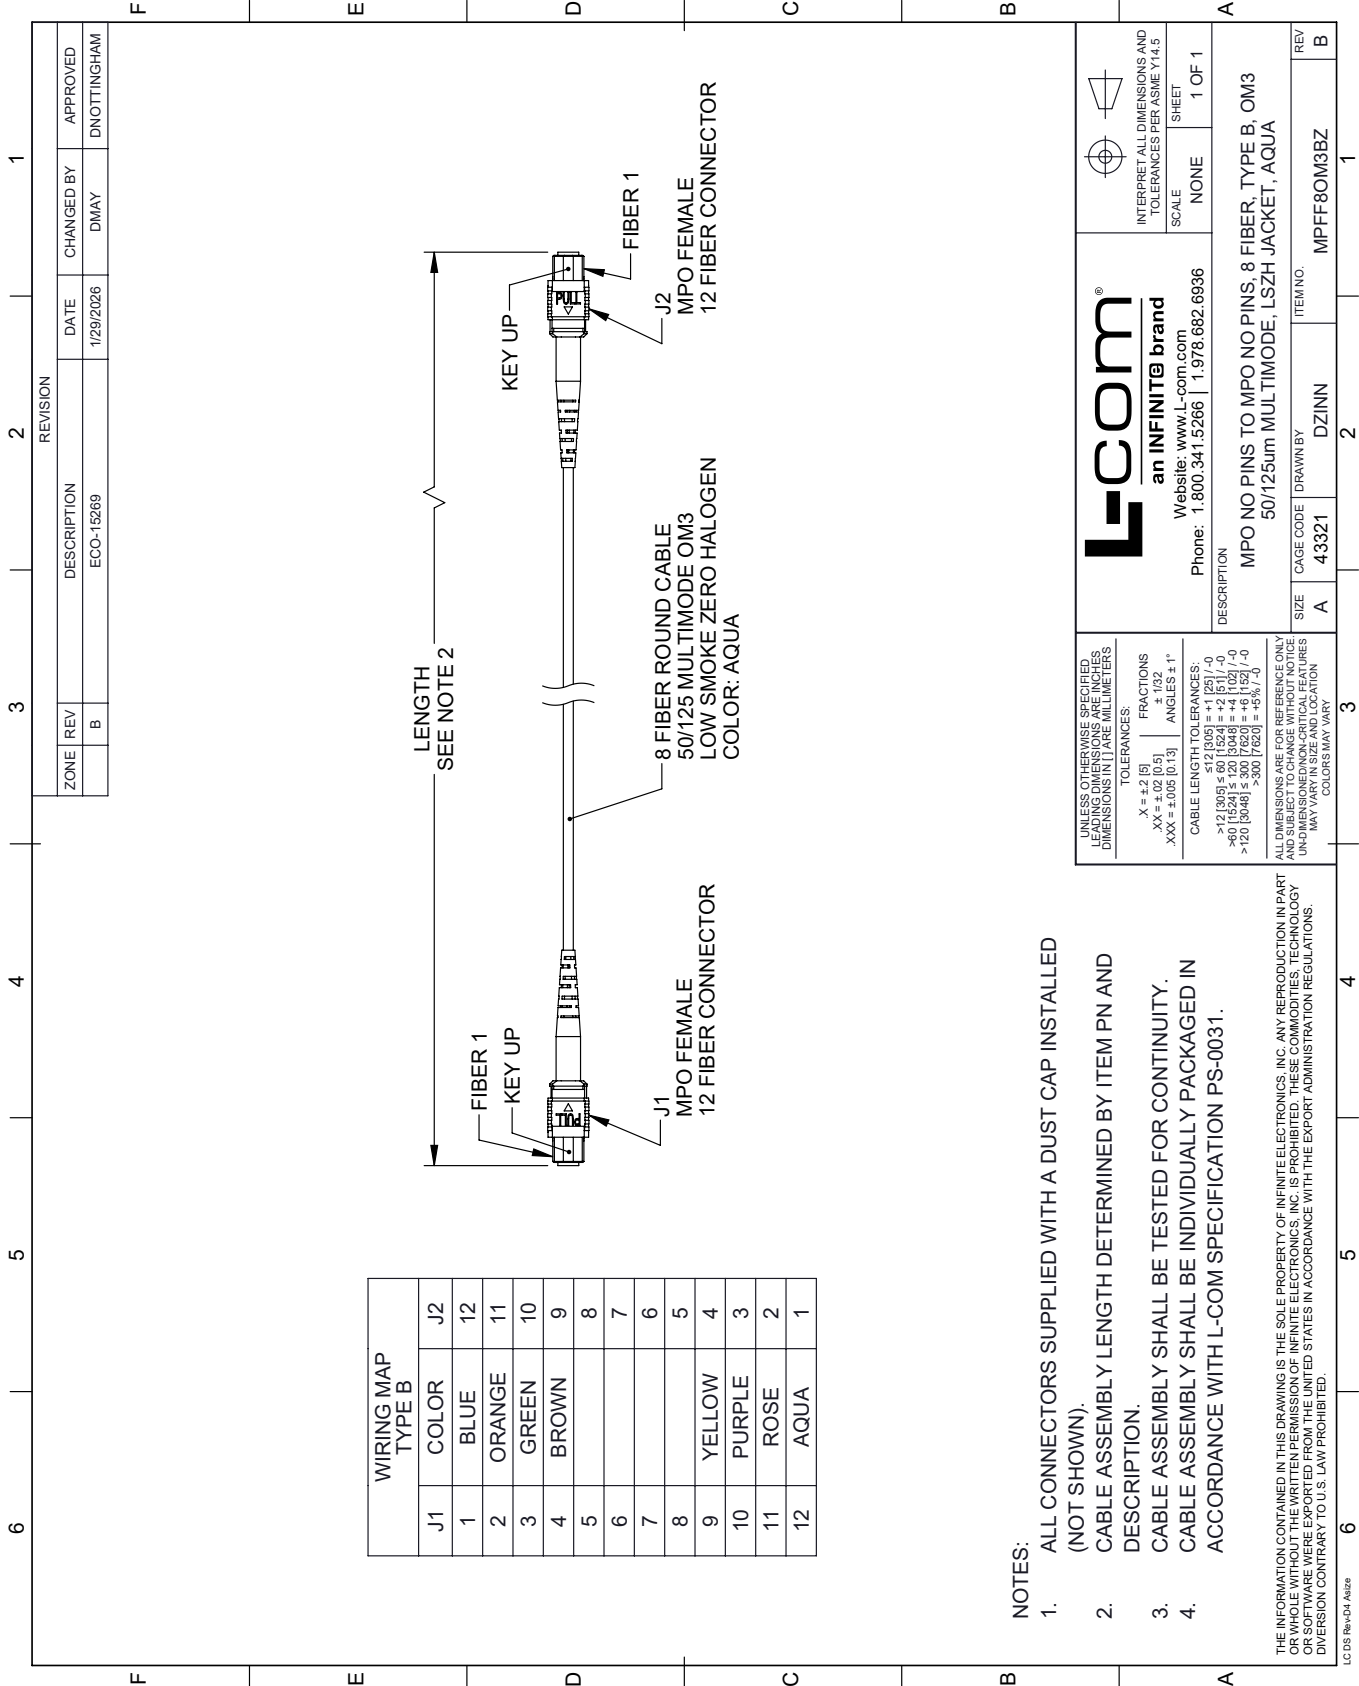 REVISION
ZONE REV DESCRIPTION DATE CHANGED BY APPROVED
B ECO-15269 1/29/2026 DMAY DNOTTINGHAM
6 5 4 3 2 1
F
E
D
C
B
A
LENGTH
SEE NOTE 2
FIBER 1
KEY UP
PULL
J1
MPO FEMALE
12 FIBER CONNECTOR
8 FIBER ROUND CABLE
50/125 MULTIMODE OM3
LOW SMOKE ZERO HALOGEN
COLOR: AQUA
KEY UP
PULL
FIBER 1
J2
MPO FEMALE
12 FIBER CONNECTOR
WIRING MAP
TYPE B
J1 COLOR J2
1 BLUE 12
2 ORANGE 11
3 GREEN 10
4 BROWN 9
5 8
6 7
7 6
8 5
9 YELLOW 4
10 PURPLE 3
11 ROSE 2
12 AQUA 1
NOTES:
1. ALL CONNECTORS SUPPLIED WITH A DUST CAP INSTALLED
(NOT SHOWN).
2. CABLE ASSEMBLY LENGTH DETERMINED BY ITEM PN AND
DESCRIPTION.
3. CABLE ASSEMBLY SHALL BE TESTED FOR CONTINUITY.
4. CABLE ASSEMBLY SHALL BE INDIVIDUALLY PACKAGED IN
ACCORDANCE WITH L-COM SPECIFICATION PS-0031.
THE INFORMATION CONTAINED IN THIS DRAWING IS THE SOLE PROPERTY OF INFINITE ELECTRONICS, INC. ANY REPRODUCTION IN PART
OR WHOLE WITHOUT THE WRITTEN PERMISSION OF INFINITE ELECTRONICS, INC. IS PROHIBITED. THESE COMMODITIES, TECHNOLOGY
OR SOFTWARE WERE EXPORTED FROM THE UNITED STATES IN ACCORDANCE WITH THE EXPORT ADMINISTRATION REGULATIONS.
DIVERSION CONTRARY TO U.S. LAW PROHIBITED.
UNLESS OTHERWISE SPECIFIED
LEADING DIMENSIONS ARE INCHES
DIMENSIONS IN [ ] ARE MILLIMETERS
TOLERANCES:
.X = ±.2 [5]
.XX = ±.02 [0.5]
.XXX = ±.005 [0.13]
FRACTIONS
± 1/32
ANGLES ± 1°
CABLE LENGTH TOLERANCES:
≤12 [305] = +1 [25] / -0
>12 [305] ≤ 60 [1524] = +2 [51] / -0
>60 [1524] ≤ 120 [3048] = +4 [102] / -0
>120 [3048] ≤ 300 [7620] = +6 [152] / -0
>300 [7620] = +5% / -0
ALL DIMENSIONS ARE FOR REFERENCE ONLY
AND SUBJECT TO CHANGE WITHOUT NOTICE.
UN-DIMENSIONED/NON-CRITICAL FEATURES
MAY VARY IN SIZE AND LOCATION
COLORS MAY VARY
L-com®
an INFINIT@ brand
Website: www.L-com.com
Phone: 1.800.341.5266 | 1.978.682.6936
INTERPRET ALL DIMENSIONS AND
TOLERANCES PER ASME Y14.5
SCALE NONE
SHEET 1 OF 1
DESCRIPTION
MPO NO PINS TO MPO NO PINS, 8 FIBER, TYPE B, OM3
50/125um MULTIMODE, LSZH JACKET, AQUA
SIZE CAGE CODE DRAWN BY ITEM NO. REV
A 43321 DZINN MPFF8OM3BZ B
F
E
D
C
B
A
6 5 4 3 2 1
LC DS Rev-D4 Asize